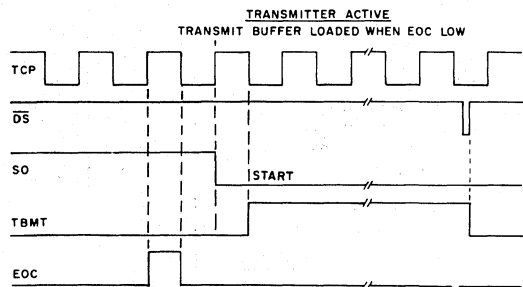 TRANSMITTER ACTIVE
TRANSMIT BUFFER LOADED WHEN EOC LOW
TCP
DS
SO
START
TBMT
EOC